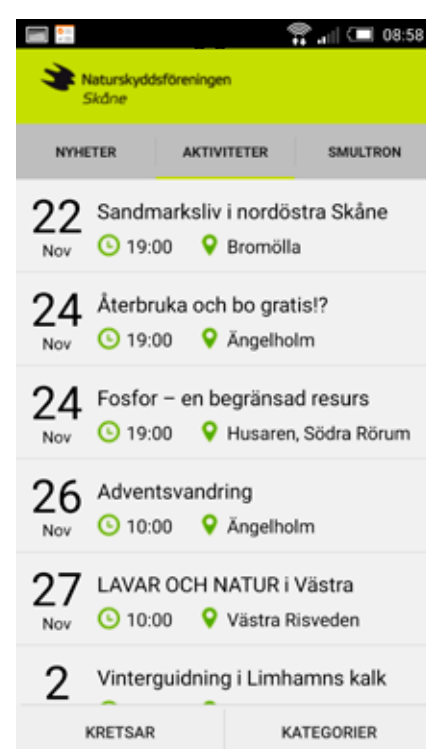 08:58
Naturskyddsföreningen
Skåne
NYHETER AKTIVITETER SMULTRON
22 Sandmarksliv i nordöstra Skåne
Nov 19:00 Bromölla
24 Återbruka och bo gratis!?
Nov 19:00 Ängelholm
24 Fosfor – en begränsad resurs
Nov 19:00 Husaren, Södra Rörum
26 Adventsvandring
Nov 10:00 Ängelholm
27 LAVAR OCH NATUR i Västra
Nov 10:00 Västra Risveden
2 Vinterguidning i Limhamns kalk
KRETSAR KATEGORIER